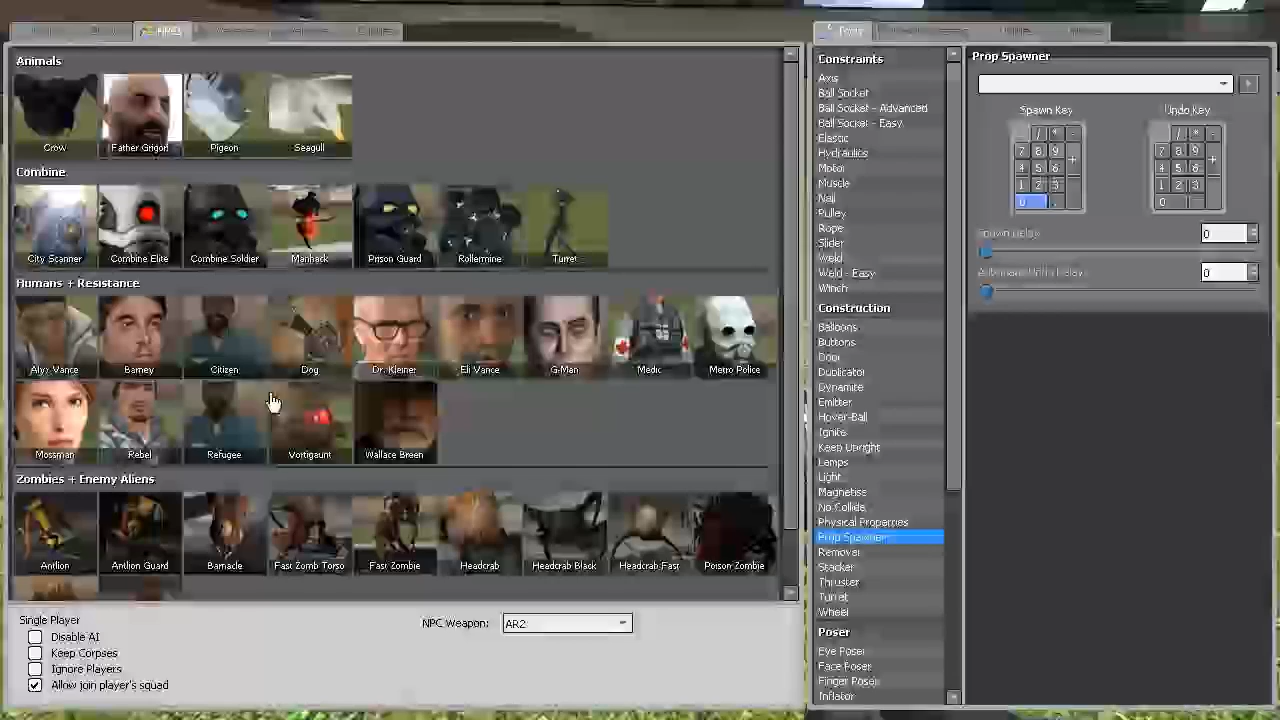 NPCs
Animals
Crow
Father Grigori
Pigeon
Seagull
Combine
City Scanner
Combine Elite
Combine Soldier
Manhack
Prison Guard
Rollermine
Turret
Humans + Resistance
Alyx Vance
Barney
Citizen
Dog
Dr. Kleiner
Eli Vance
G-Man
Medic
Metro Police
Mossman
Rebel
Refugee
Vortigaunt
Wallace Breen
Zombies + Enemy Aliens
Antlion
Antlion Guard
Barnacle
Fast Zomb Torso
Fast Zombie
Headcrab
Headcrab Black
Headcrab Fast
Poison Zombie
Single Player
Disable AI
Keep Corpses
Ignore Players
Allow join player's squad
NPC Weapon:
AR2
Tools
Constraints
Axis
Ball Socket
Ball Socket - Advanced
Ball Socket - Easy
Elastic
Hydraulics
Motor
Muscle
Nail
Pulley
Rope
Slider
Weld
Weld - Easy
Winch
Construction
Balloons
Buttons
Door
Duplicator
Dynamite
Emitter
Hover-Ball
Ignite
Keep Upright
Lamps
Light
Magnetise
No Collide
Physical Properties
Prop Spawner
Remover
Stacker
Thruster
Turret
Wheel
Poser
Eye Poser
Face Poser
Finger Poser
Inflator
Prop Spawner
Spawn Key
/ * -
7 8 9 +
4 5 6
1 2 3
0 .
Undo Key
/ * -
7 8 9 +
4 5 6
1 2 3
0
Spawn Delay
0
Automatic Undo Delay
0